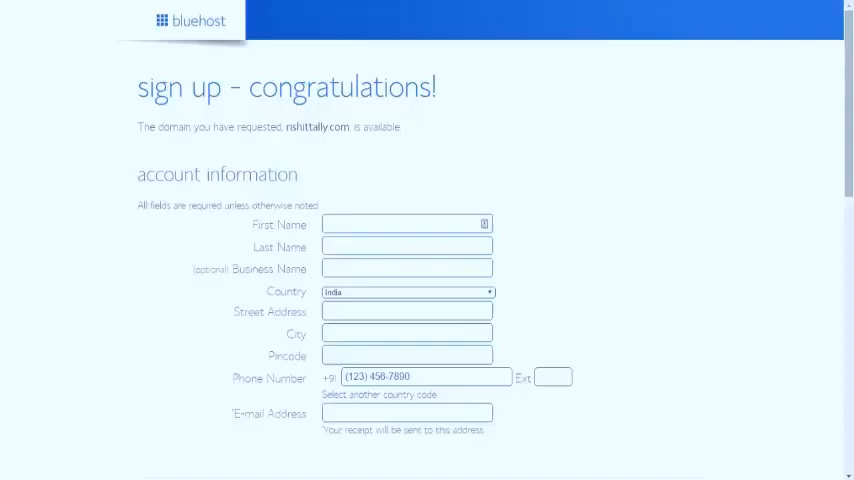 bluehost
sign up - congratulations!
The domain you have requested, rishittally.com, is available.
account information
All fields are required unless otherwise noted
First Name
Last Name
(optional) Business Name
Country India
Street Address
City
Pincode
Phone Number +91 (123) 456-7890 Ext
Select another country code
*E-mail Address
*Your receipt will be sent to this address.